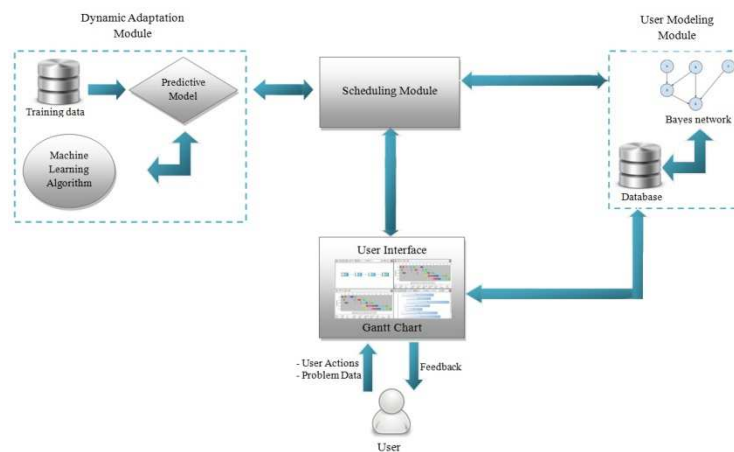 Dynamic Adaptation
Module
User Modeling
Module
Training data
Predictive
Model
Scheduling Module
Bayes network
Machine
Learning
Algorithm
Database
User Interface
Gantt Chart
- User Actions
- Problem Data
Feedback
User